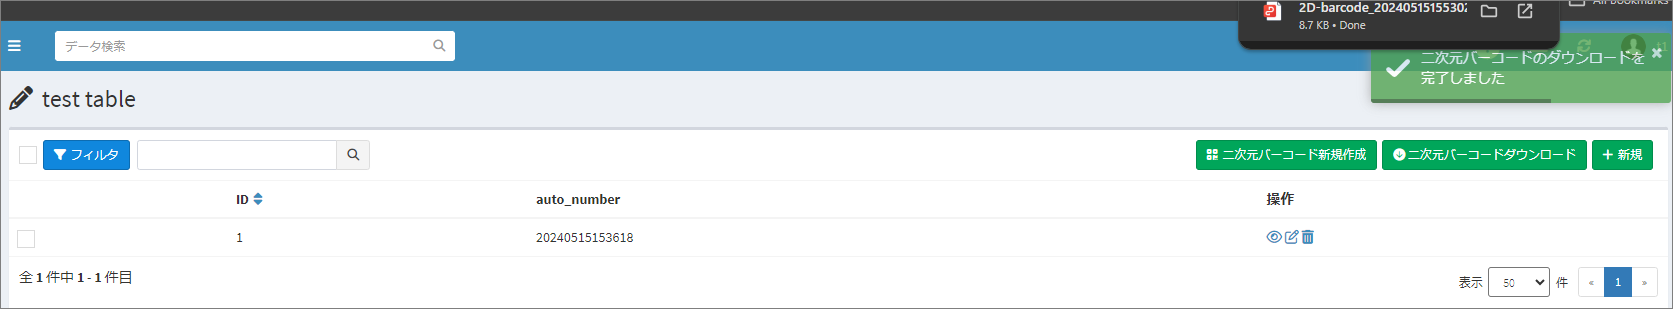 2D-barcode_2024051515530
8.7 KB • Done
All Bookmarks
データ検索
二次元バーコードのダウンロードを
完了しました
test table
フィルタ
二次元バーコード新規作成
二次元バーコードダウンロード
新規
ID auto_number 操作
1 20240515153618
全 1 件中 1 - 1 件目
表示 50 件 « 1 »